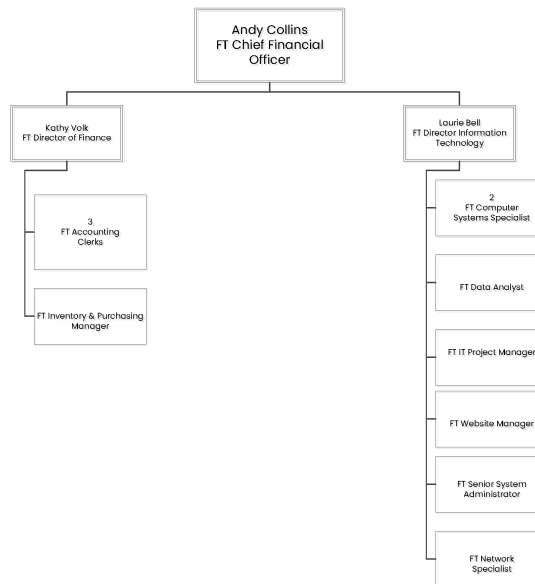 Andy Collins
FT Chief Financial
Officer
Kathy Volk
FT Director of Finance
Laurie Bell
FT Director Information
Technology
3
FT Accounting
Clerks
FT Inventory & Purchasing
Manager
2
FT Computer
Systems Specialist
FT Data Analyst
FT IT Project Manager
FT Website Manager
FT Senior System
Administrator
FT Network
Specialist